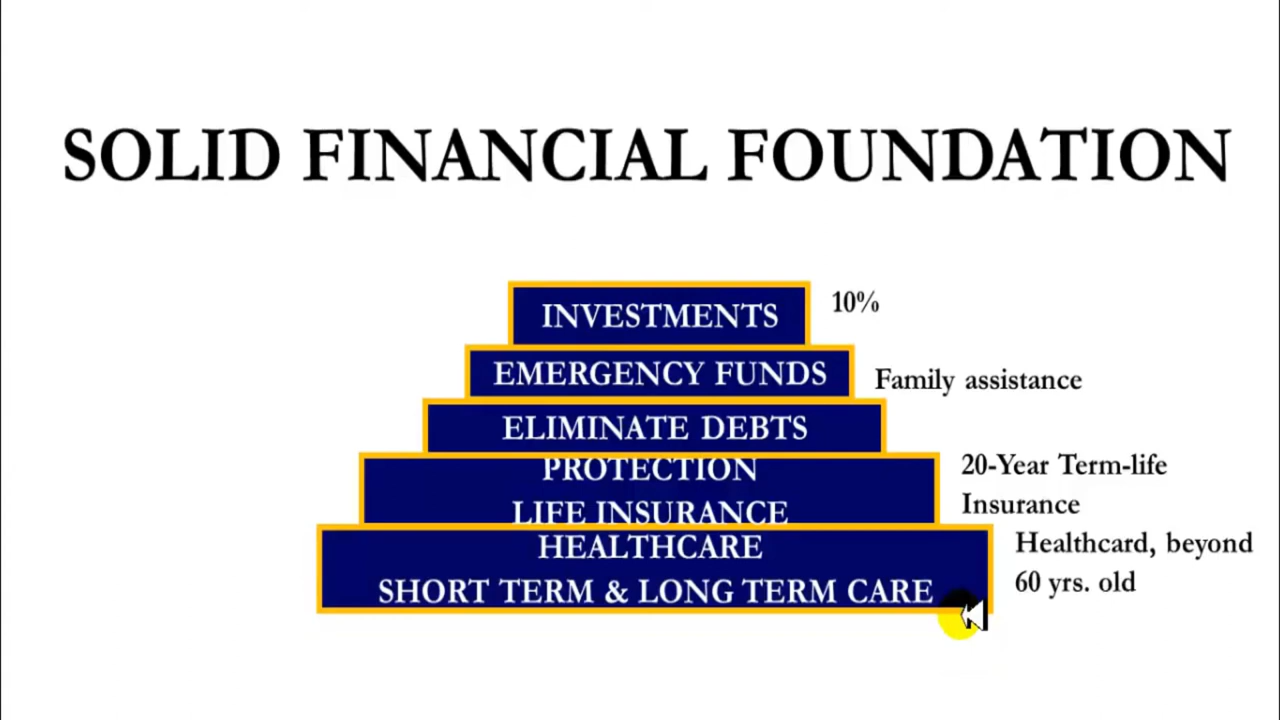 SOLID FINANCIAL FOUNDATION
INVESTMENTS
10%
EMERGENCY FUNDS
Family assistance
ELIMINATE DEBTS
PROTECTION
LIFE INSURANCE
20-Year Term-life
Insurance
HEALTHCARE
SHORT TERM & LONG TERM CARE
Healthcard, beyond
60 yrs. old